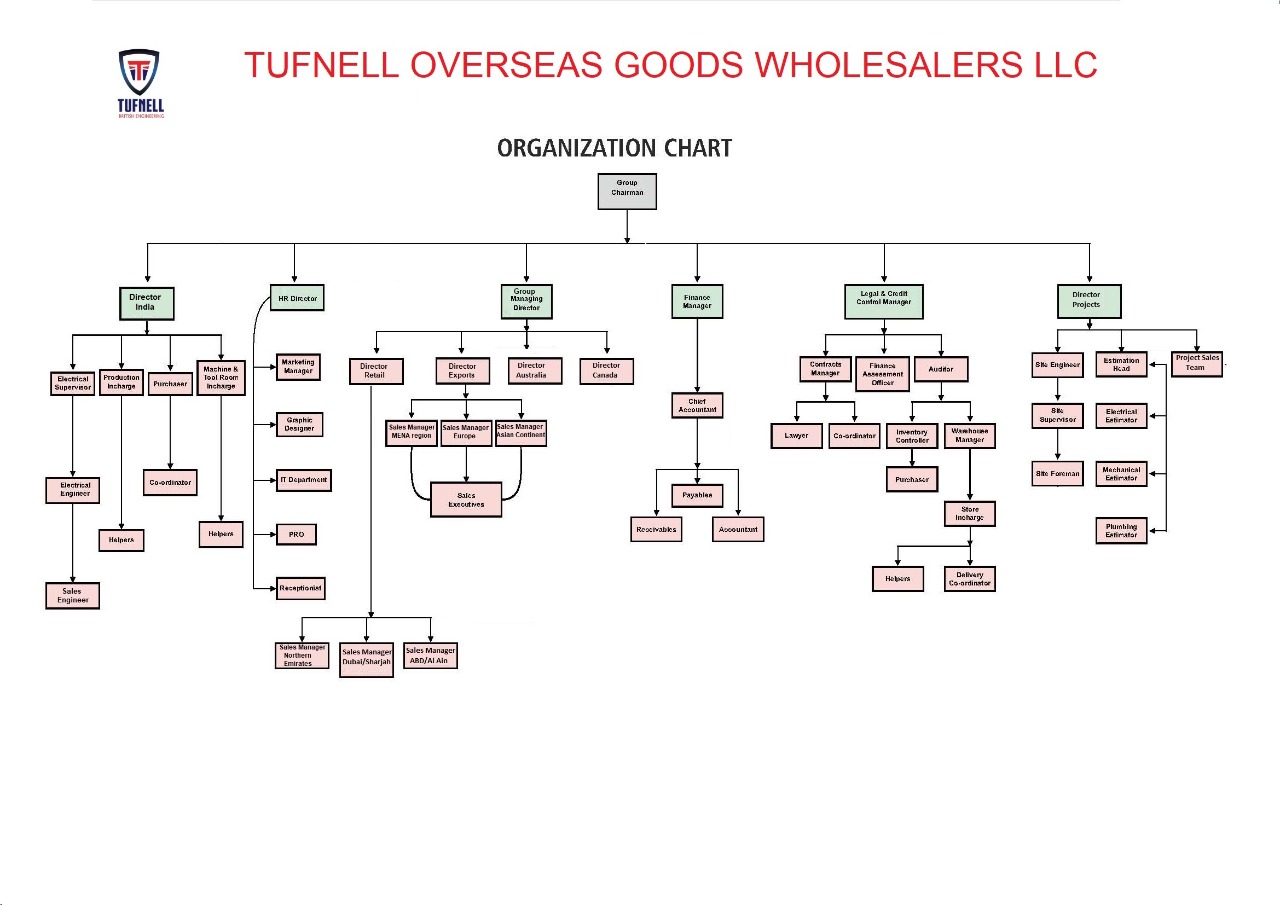 TUFNELL
BRITISH ENGINEERING
TUFNELL OVERSEAS GOODS WHOLESALERS LLC
ORGANIZATION CHART
Group
Chairman
Director
India
HR Director
Group
Managing
Director
Finance
Manager
Legal & Credit
Control Manager
Director
Projects
Electrical
Supervisor
Production
Incharge
Purchaser
Machine &
Tool Room
Incharge
Electrical
Engineer
Helpers
Co-ordinator
Helpers
Sales
Engineer
Marketing
Manager
Graphic
Designer
IT Department
PRO
Receptionist
Director
Retail
Director
Exports
Director
Australia
Director
Canada
Sales Manager
MENA region
Sales Manager
Europe
Sales Manager
Asian Continent
Sales
Executives
Sales Manager
Northern
Emirates
Sales Manager
Dubai/Sharjah
Sales Manager
ABD/Al Ain
Chief
Accountant
Payables
Receivables
Accountant
Contracts
Manager
Finance
Assessment
Officer
Auditor
Lawyer
Co-ordinator
Inventory
Controller
Warehouse
Manager
Purchaser
Store
Incharge
Helpers
Delivery
Co-ordinator
Site Engineer
Estimation
Head
Project Sales
Team
Site
Supervisor
Electrical
Estimator
Site Foreman
Mechanical
Estimator
Plumbing
Estimator